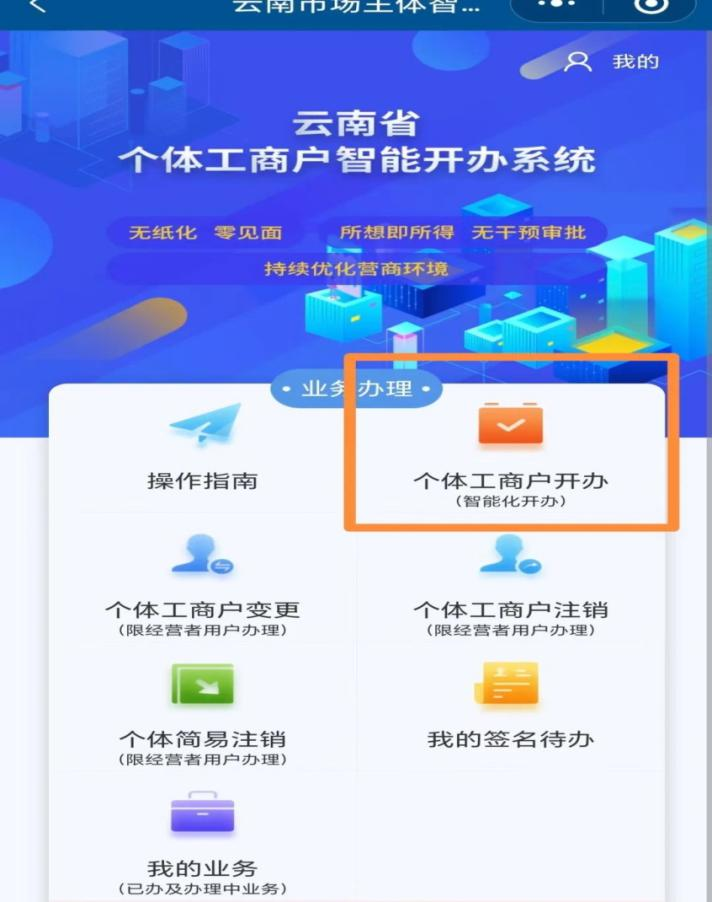 云南市场主体智...
我的
云南省
个体工商户智能开办系统
无纸化 零见面 所想即所得 无干预审批
持续优化营商环境
·业务办理·
操作指南
个体工商户开办
（智能化开办）
个体工商户变更
（限经营者用户办理）
个体工商户注销
（限经营者用户办理）
个体简易注销
（限经营者用户办理）
我的签名待办
我的业务
（已办及办理中业务）